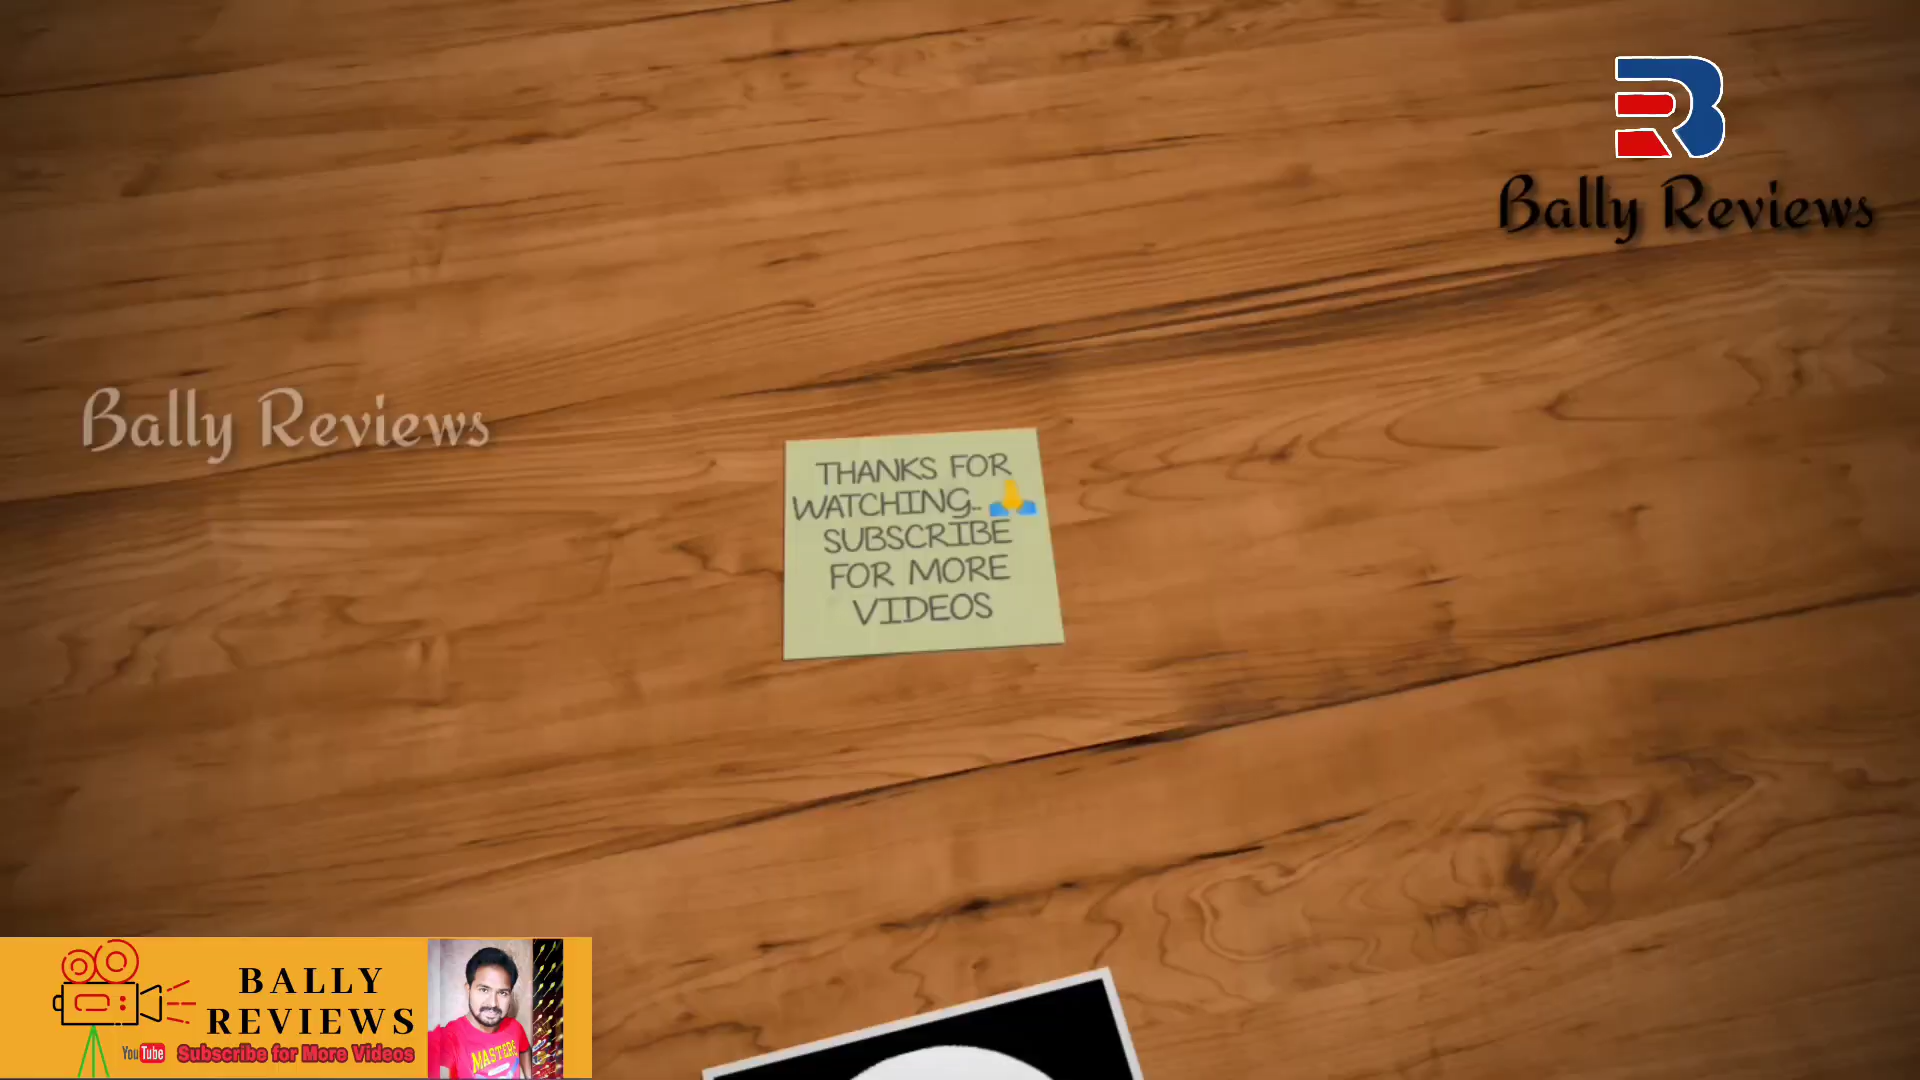 Bally Reviews
Bally Reviews
THANKS FOR
WATCHING.. 🙏
SUBSCRIBE
FOR MORE
VIDEOS
BALLY
REVIEWS
YouTube Subscribe for More Videos
MASTERS